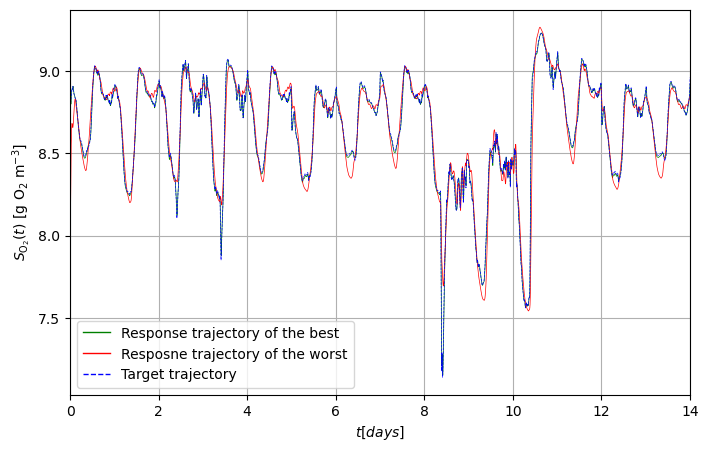 9.0
8.5
8.0
7.5
S_O₂(t) [g O₂ m⁻³]
Response trajectory of the best
Resposne trajectory of the worst
Target trajectory
0 2 4 6 8 10 12 14
t[days]